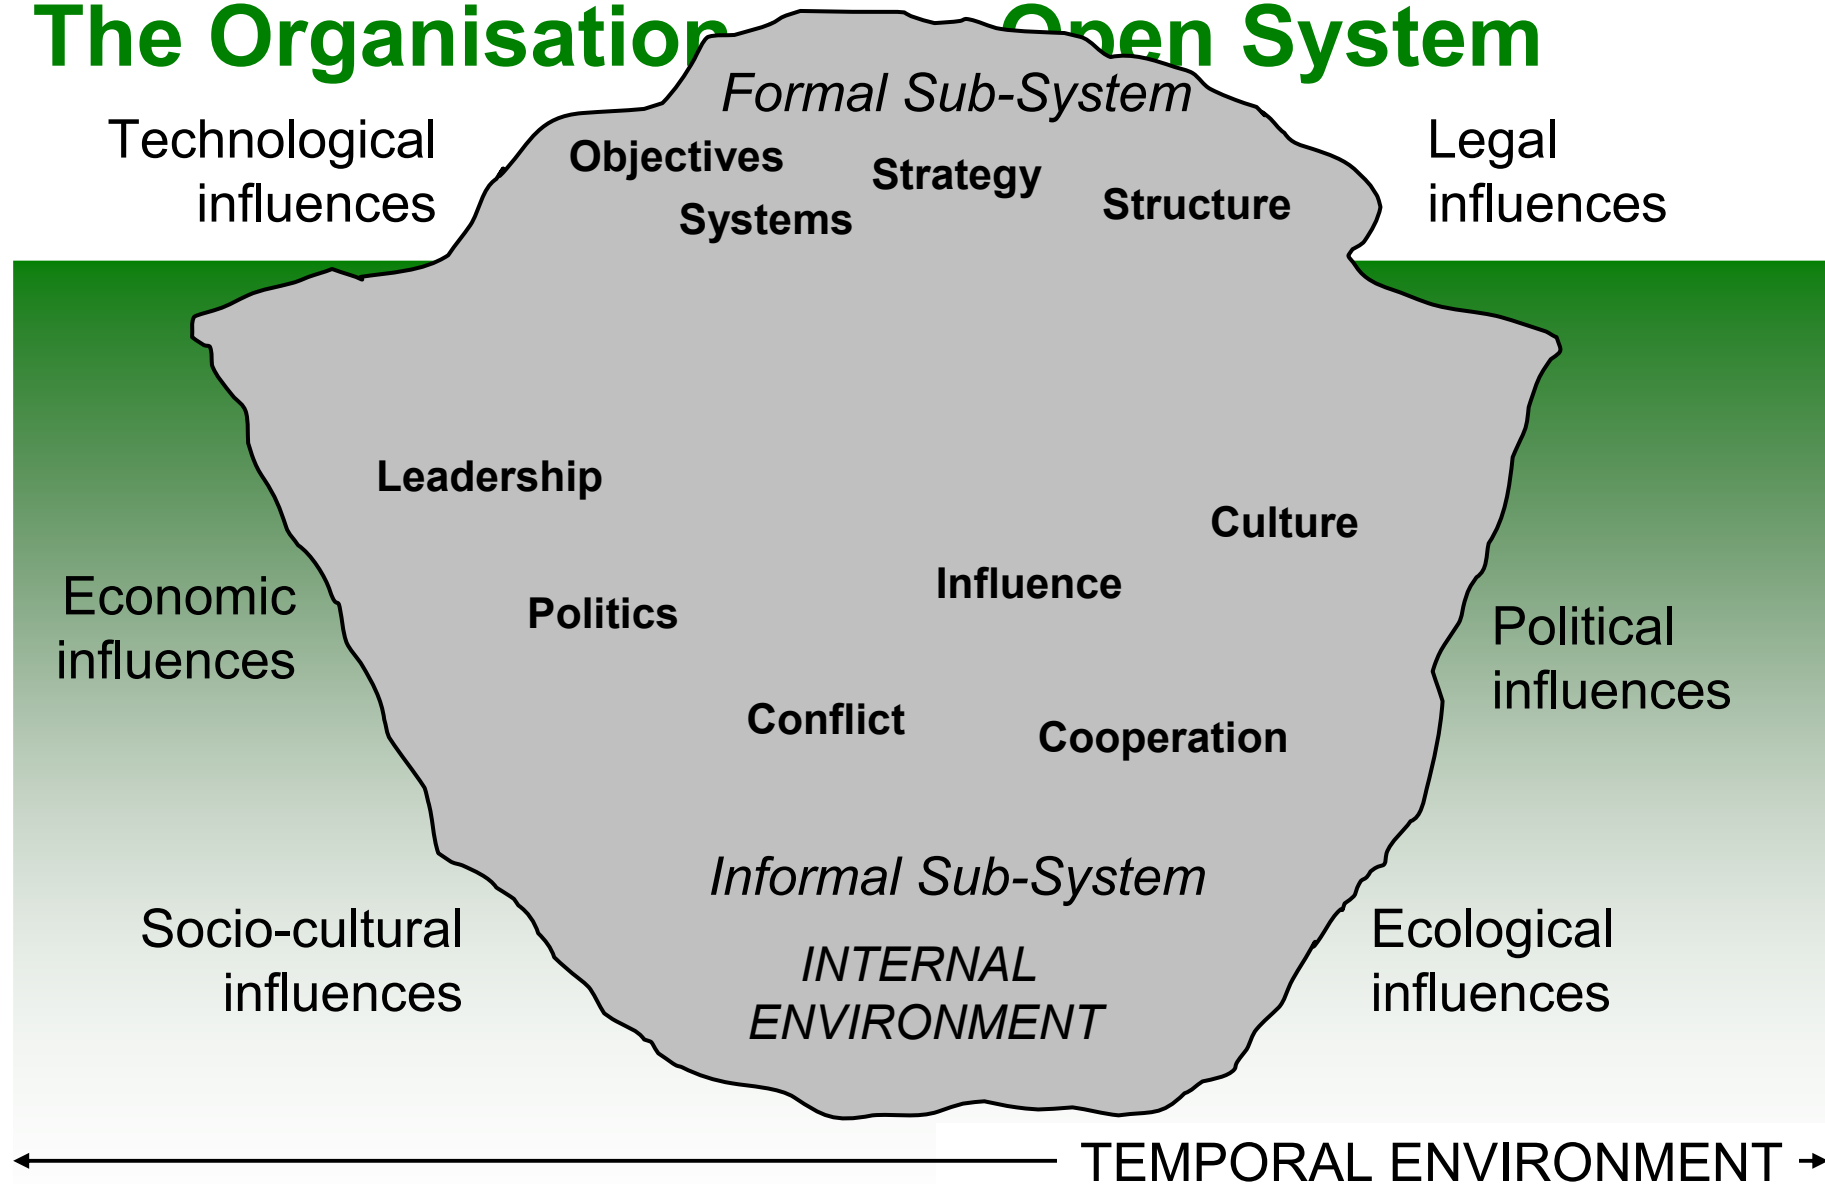 The Organisation Open System
Formal Sub-System
Technological
influences
Objectives
Strategy
Systems
Structure
Legal
influences
Leadership
Culture
Influence
Politics
Economic
influences
Political
influences
Conflict
Cooperation
Informal Sub-System
INTERNAL
ENVIRONMENT
Socio-cultural
influences
Ecological
influences
TEMPORAL ENVIRONMENT